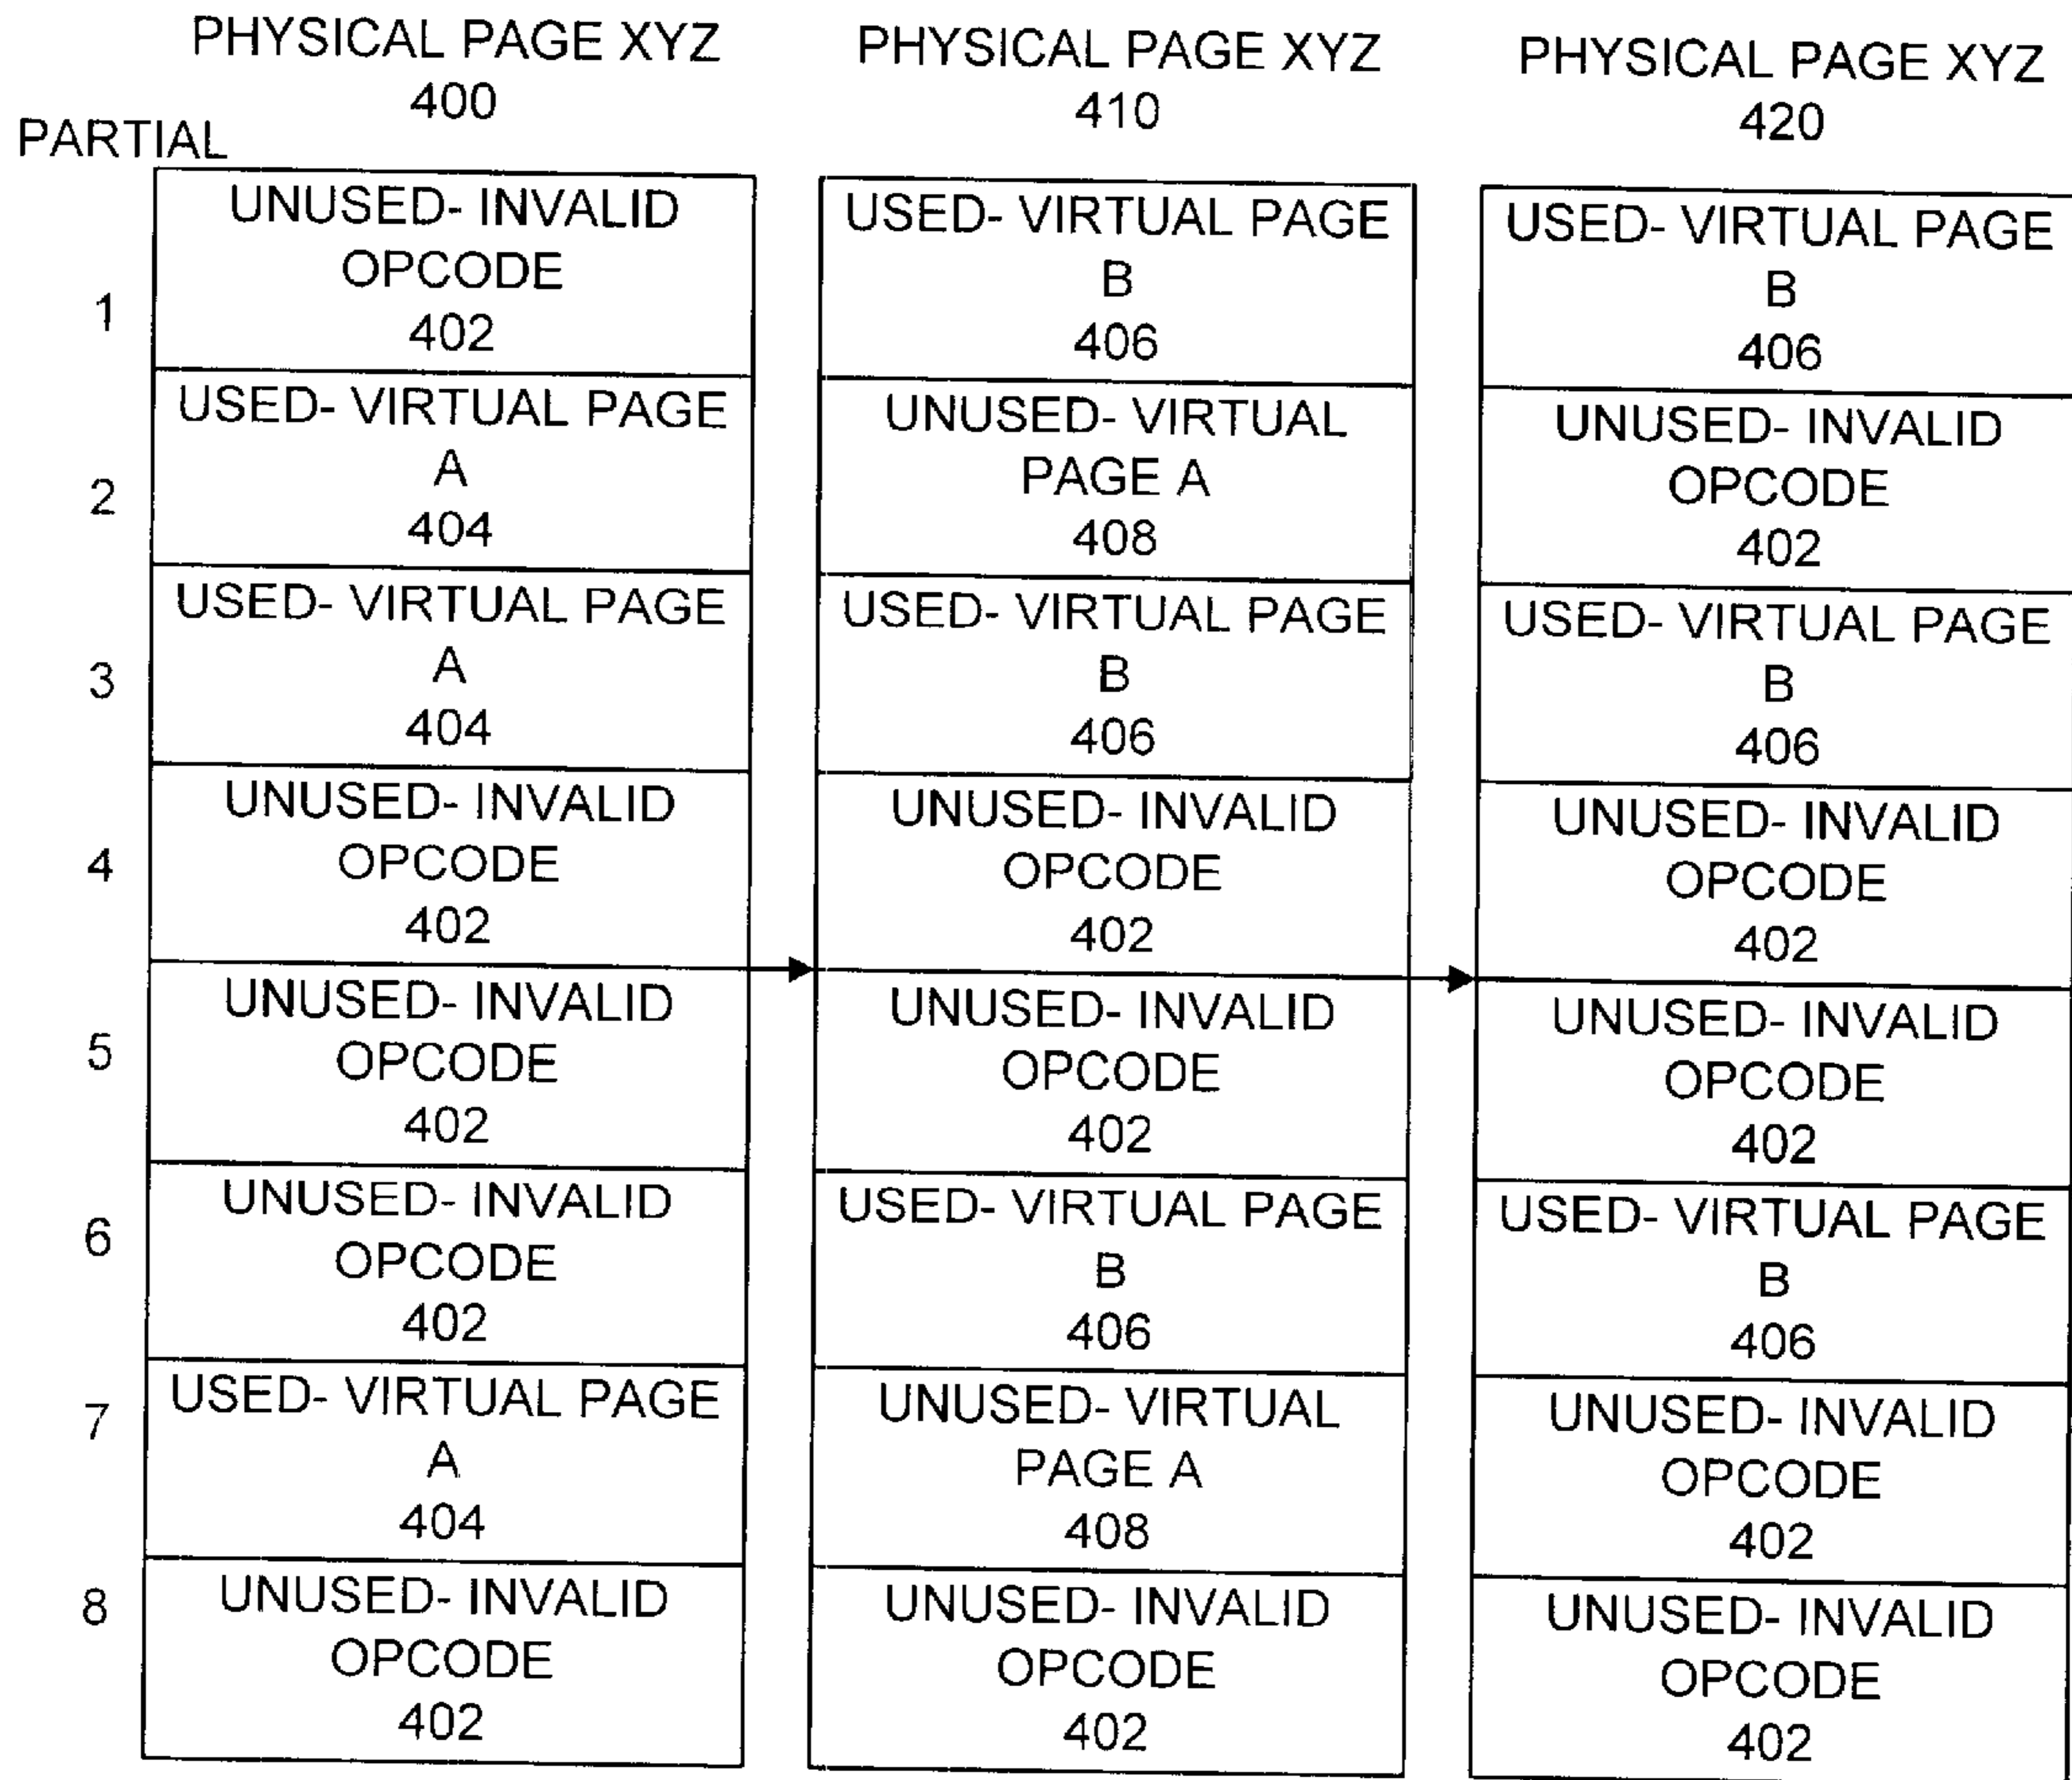 PHYSICAL PAGE XYZ
400
PHYSICAL PAGE XYZ
410
PHYSICAL PAGE XYZ
420
PARTIAL
1
UNUSED- INVALID
OPCODE
402
USED- VIRTUAL PAGE
B
406
USED- VIRTUAL PAGE
B
406
2
USED- VIRTUAL PAGE
A
404
UNUSED- VIRTUAL
PAGE A
408
UNUSED- INVALID
OPCODE
402
3
USED- VIRTUAL PAGE
A
404
USED- VIRTUAL PAGE
B
406
USED- VIRTUAL PAGE
B
406
4
UNUSED- INVALID
OPCODE
402
UNUSED- INVALID
OPCODE
402
UNUSED- INVALID
OPCODE
402
5
UNUSED- INVALID
OPCODE
402
UNUSED- INVALID
OPCODE
402
UNUSED- INVALID
OPCODE
402
6
UNUSED- INVALID
OPCODE
402
USED- VIRTUAL PAGE
B
406
USED- VIRTUAL PAGE
B
406
7
USED- VIRTUAL PAGE
A
404
UNUSED- VIRTUAL
PAGE A
408
UNUSED- INVALID
OPCODE
402
8
UNUSED- INVALID
OPCODE
402
UNUSED- INVALID
OPCODE
402
UNUSED- INVALID
OPCODE
402